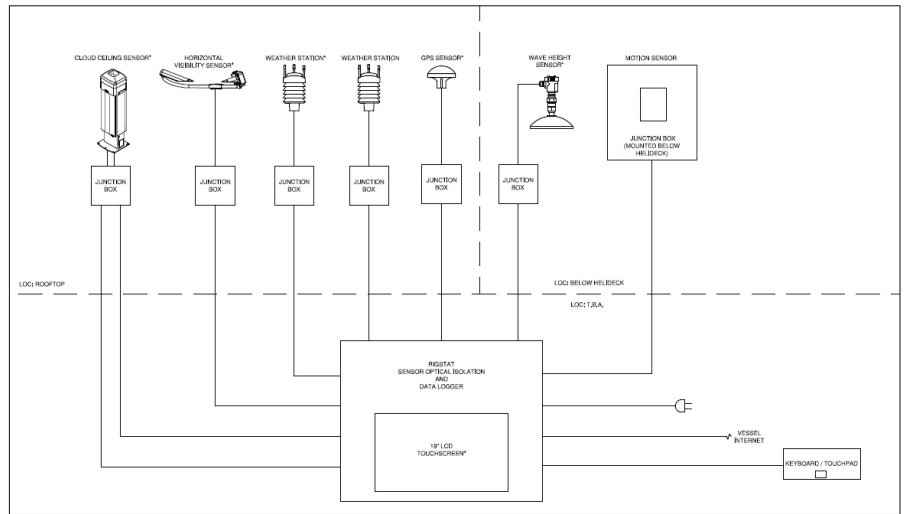 CLOUD CEILING SENSOR*
HORIZONTAL
VISIBILITY SENSOR*
WEATHER STATION*
WEATHER STATION
GPS SENSOR*
WAVE HEIGHT
SENSOR*
MOTION SENSOR
JUNCTION BOX
(MOUNTED BELOW
HELIDECK)
JUNCTION
BOX
JUNCTION
BOX
JUNCTION
BOX
JUNCTION
BOX
JUNCTION
BOX
JUNCTION
BOX
LOC: ROOFTOP
LOC: BELOW HELIDECK
LOC: T.B.A.
RIGSTAT
SENSOR OPTICAL ISOLATION
AND
DATA LOGGER
19" LCD
TOUCHSCREEN*
VESSEL
INTERNET
KEYBOARD / TOUCHPAD